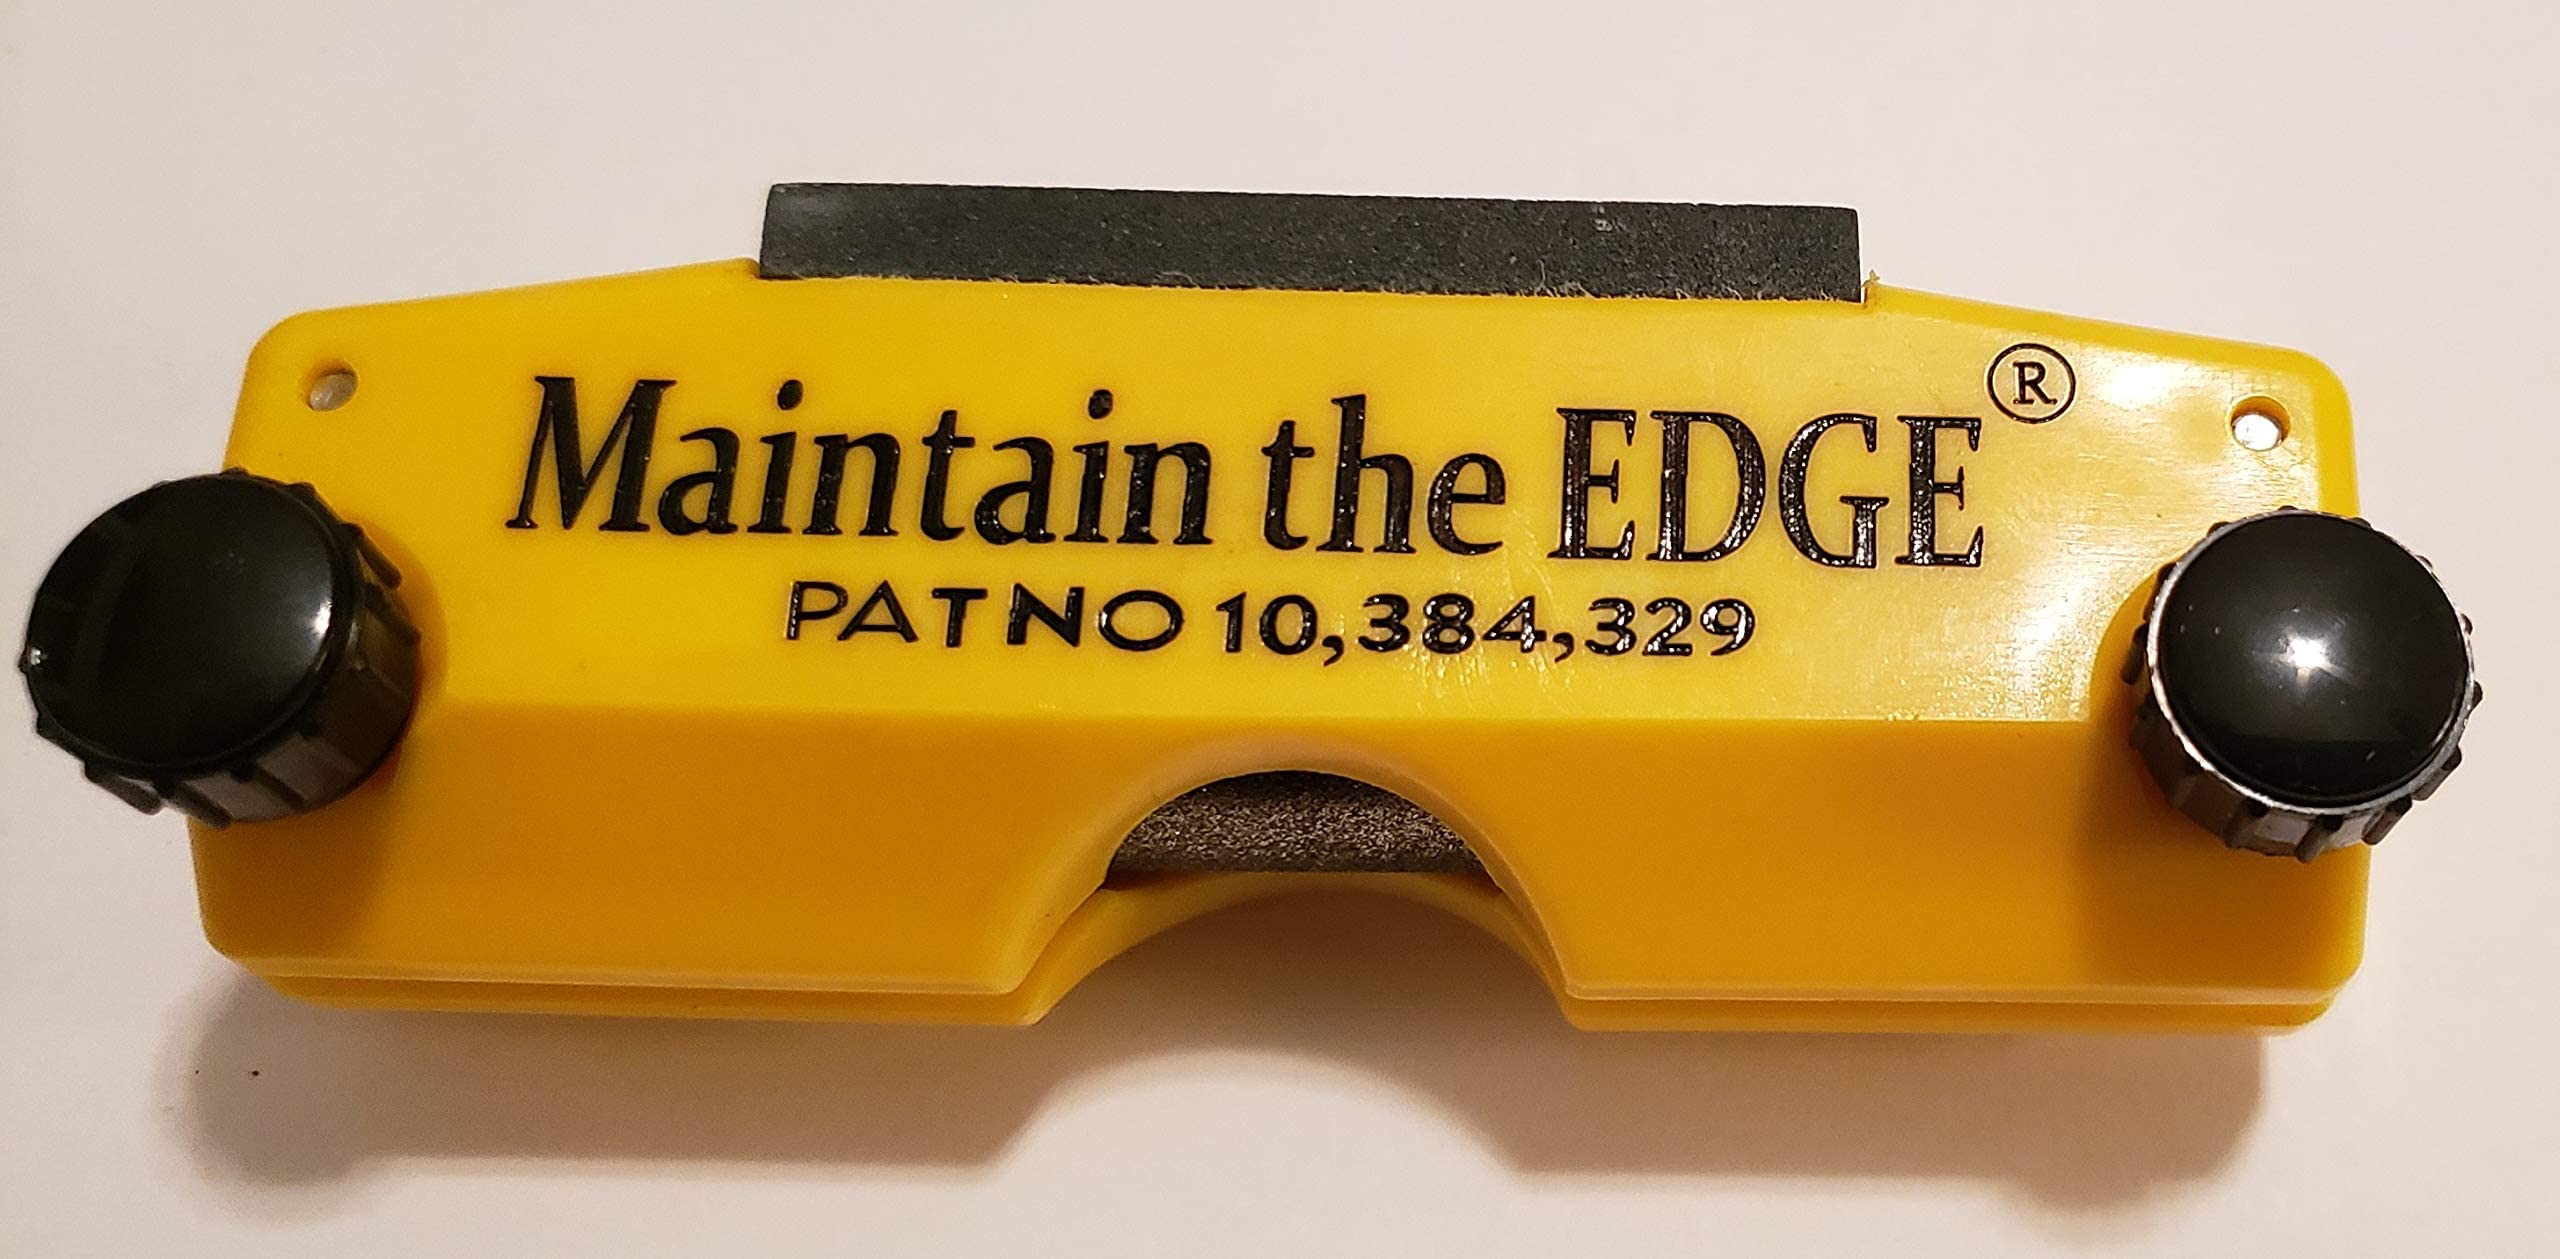 Maintain the EDGE®
PAT NO 10,384,329